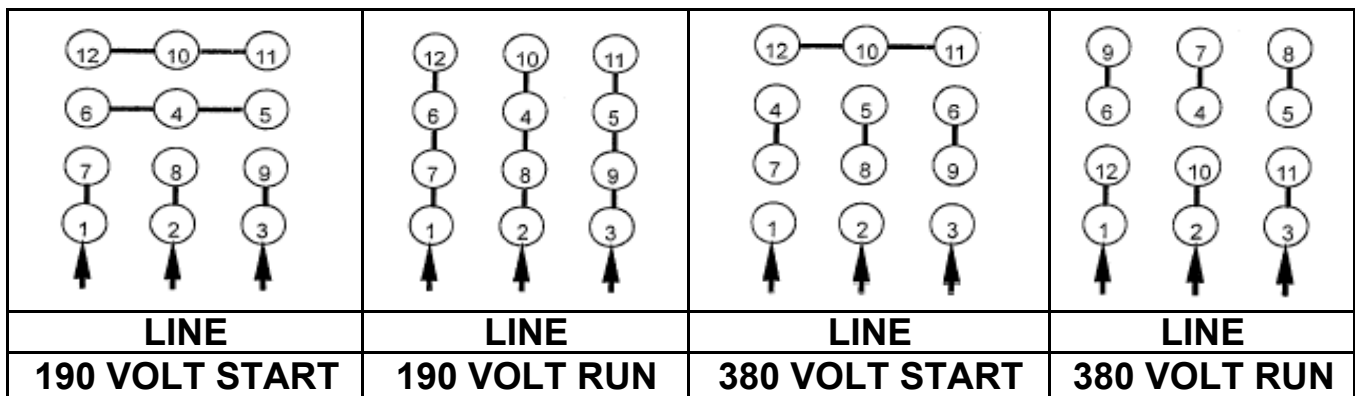 12 10 11
6 4 5
7 8 9
1 2 3
LINE
190 VOLT START
12 10 11
6 4 5
7 8 9
1 2 3
LINE
190 VOLT RUN
12 10 11
4 5 6
7 8 9
1 2 3
LINE
380 VOLT START
9 7 8
6 4 5
12 10 11
1 2 3
LINE
380 VOLT RUN